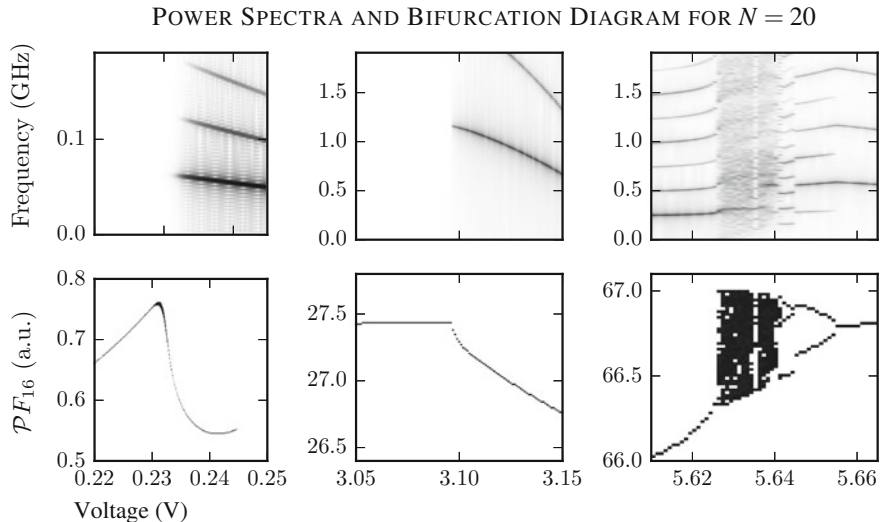 POWER SPECTRA AND BIFURCATION DIAGRAM FOR N = 20
Frequency (GHz)
0.1
0.0
1.5
1.0
0.5
0.0
1.5
1.0
0.5
0.0
PF16 (a.u.)
0.8
0.7
0.6
0.5
27.5
27.0
26.5
67.0
66.5
66.0
0.22 0.23 0.24 0.25
3.05 3.10 3.15
5.62 5.64 5.66
Voltage (V)